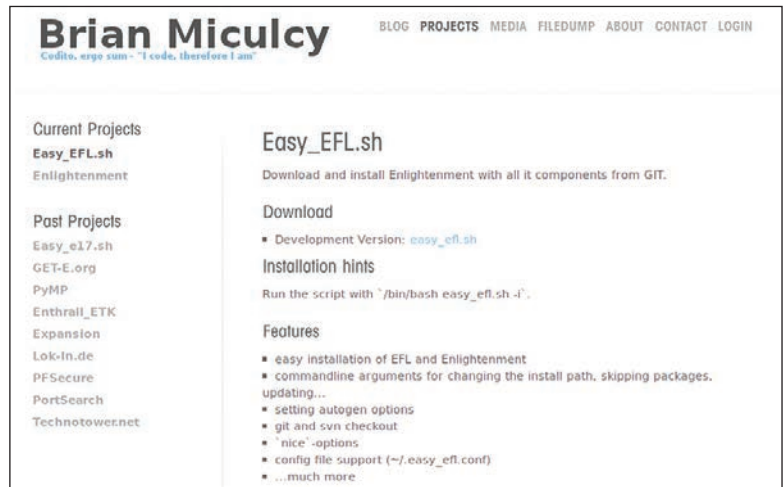 Brian Miculcy
Codito, ergo sum - "I code, therefore I am"
BLOG PROJECTS MEDIA FILEDUMP ABOUT CONTACT LOGIN
Current Projects
Easy_EFL.sh
Enlightenment
Past Projects
Easy_e17.sh
GET-E.org
PyMP
Enthrall_ETK
Expansion
Lok-In.de
PFSecure
PortSearch
Technotower.net
Easy_EFL.sh
Download and install Enlightenment with all it components from GIT.
Download
▪ Development Version: easy_efl.sh
Installation hints
Run the script with `/bin/bash easy_efl.sh -i`.
Features
▪ easy installation of EFL and Enlightenment
▪ commandline arguments for changing the install path, skipping packages,
updating...
▪ setting autogen options
▪ git and svn checkout
▪ `nice`-options
▪ config file support (~/.easy_efl.conf)
▪ ...much more